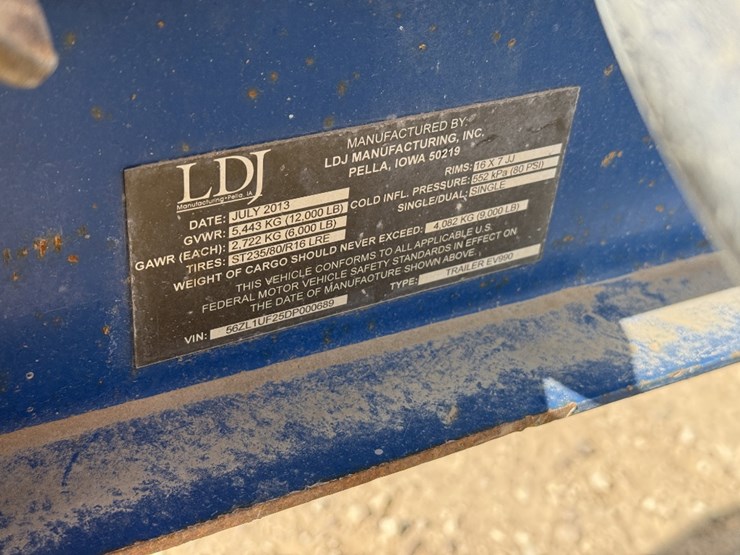 LDJ
Manufacturing • Pella, IA
MANUFACTURED BY:
LDJ MANUFACTURING, INC.
PELLA, IOWA 50219
DATE: JULY 2013
GVWR: 5,443 KG (12,000 LB)
GAWR (EACH): 2,722 KG (6,000 LB)
TIRES: ST235/80/R16 LRE
RIMS: 16 X 7 JJ
COLD INFL. PRESSURE: 552 kPa (80 PSI)
SINGLE/DUAL: SINGLE
WEIGHT OF CARGO SHOULD NEVER EXCEED: 4,082 KG (9,000 LB)
THIS VEHICLE CONFORMS TO ALL APPLICABLE U.S.
FEDERAL MOTOR VEHICLE SAFETY STANDARDS IN EFFECT ON
THE DATE OF MANUFACTURE SHOWN ABOVE.
VIN: 56ZL1UF25DP000689
TYPE: TRAILER EV990